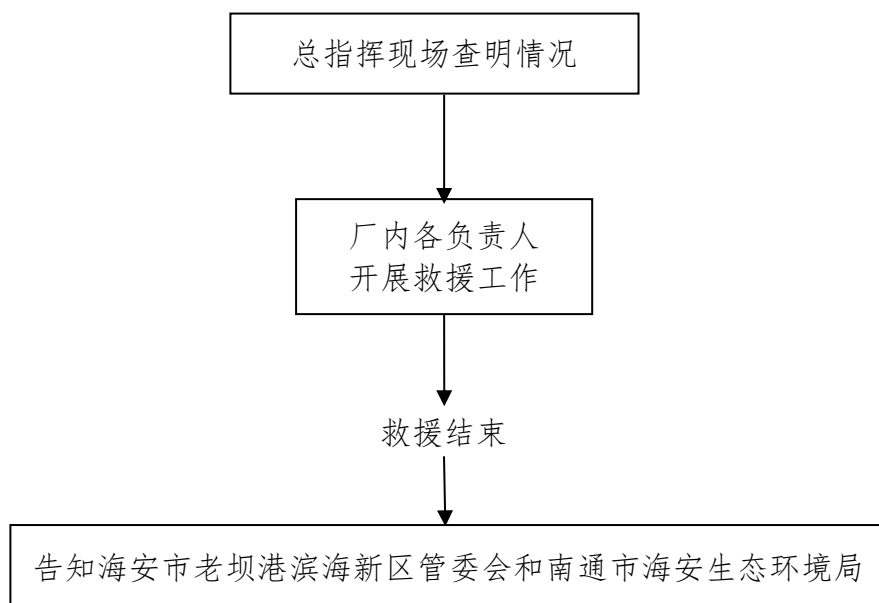 总指挥现场查明情况
厂内各负责人
开展救援工作
救援结束
告知海安市老坝港滨海新区管委会和南通市海安生态环境局